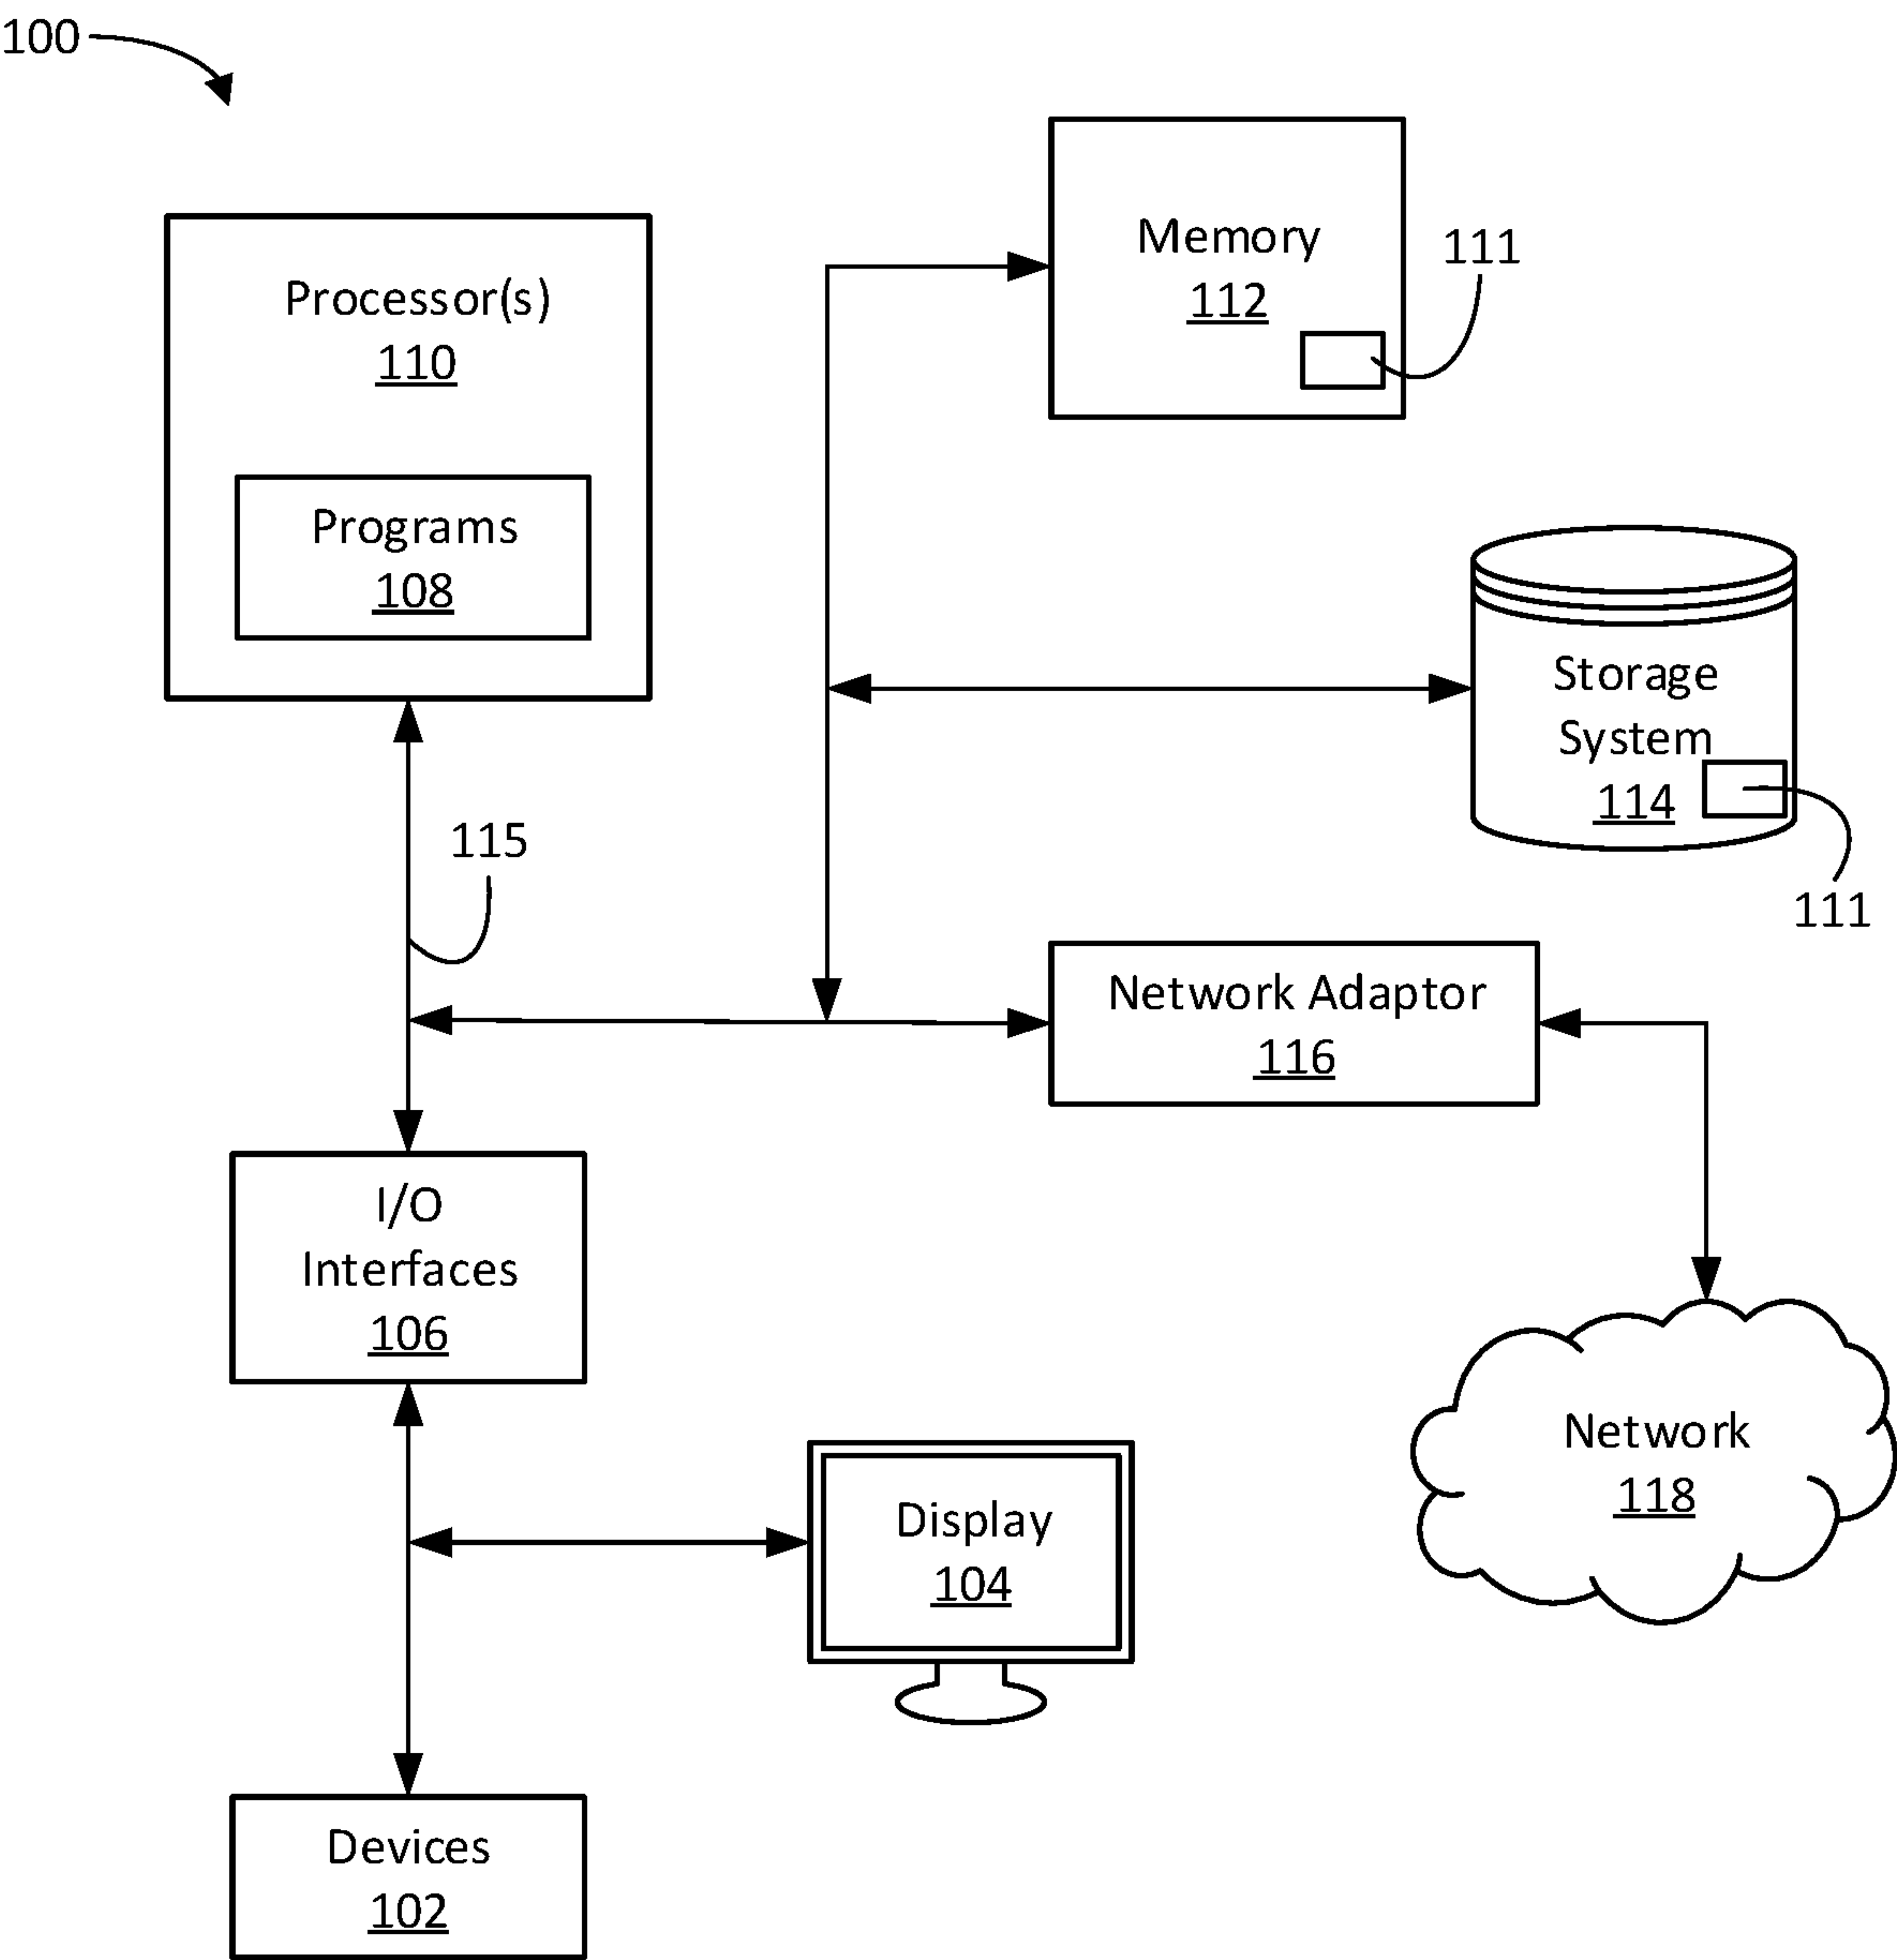 100
Processor(s)
110
Programs
108
Memory
112
111
Storage
System
114
111
115
Network Adaptor
116
I/O
Interfaces
106
Network
118
Display
104
Devices
102